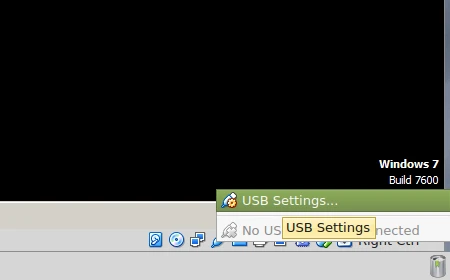 Windows 7
Build 7600
USB Settings...
No US
USB Settings
nected
Right Ctrl